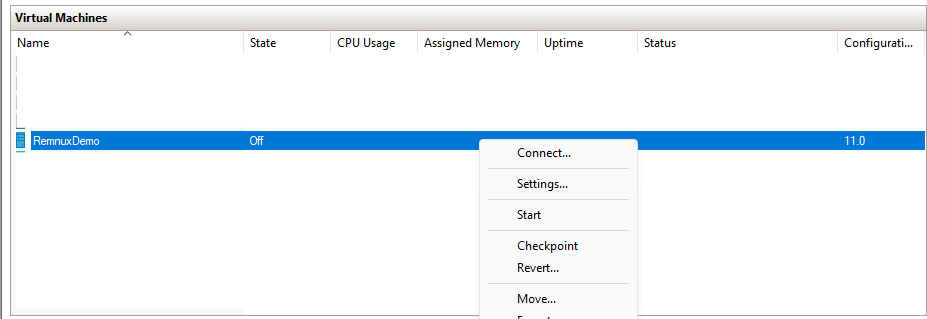 Virtual Machines
Name State CPU Usage Assigned Memory Uptime Status Configurati...
RemnuxDemo Off 11.0
Connect...
Settings...
Start
Checkpoint
Revert...
Move...